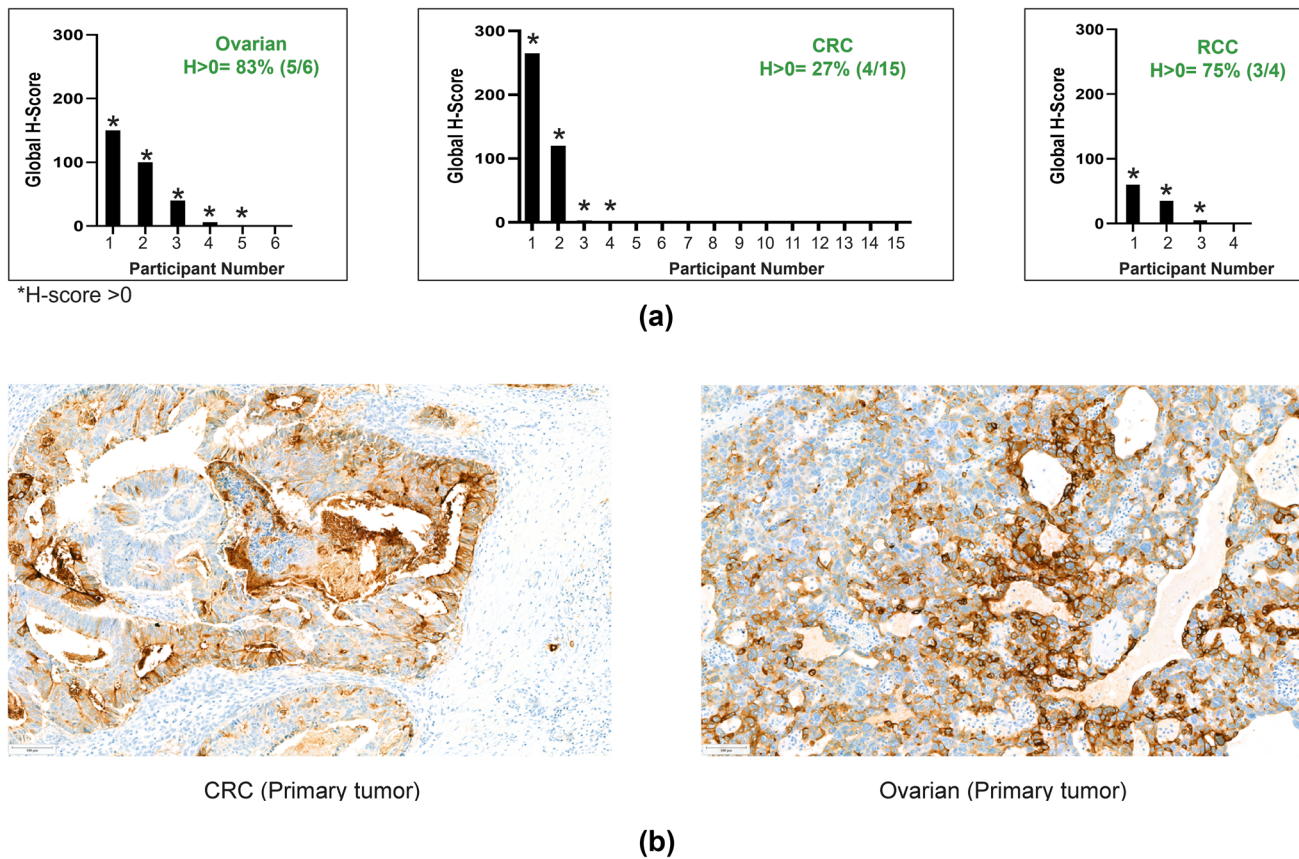 Ovarian
H>0= 83% (5/6)
Global H-Score
300
200
100
0
1 2 3 4 5 6
* * * * *
Participant Number
CRC
H>0= 27% (4/15)
Global H-Score
300
200
100
0
1 2 3 4 5 6 7 8 9 10 11 12 13 14 15
* * * *
Participant Number
RCC
H>0= 75% (3/4)
Global H-Score
300
200
100
0
1 2 3 4
* * *
Participant Number
*H-score >0
(a)
CRC (Primary tumor)
Ovarian (Primary tumor)
(b)